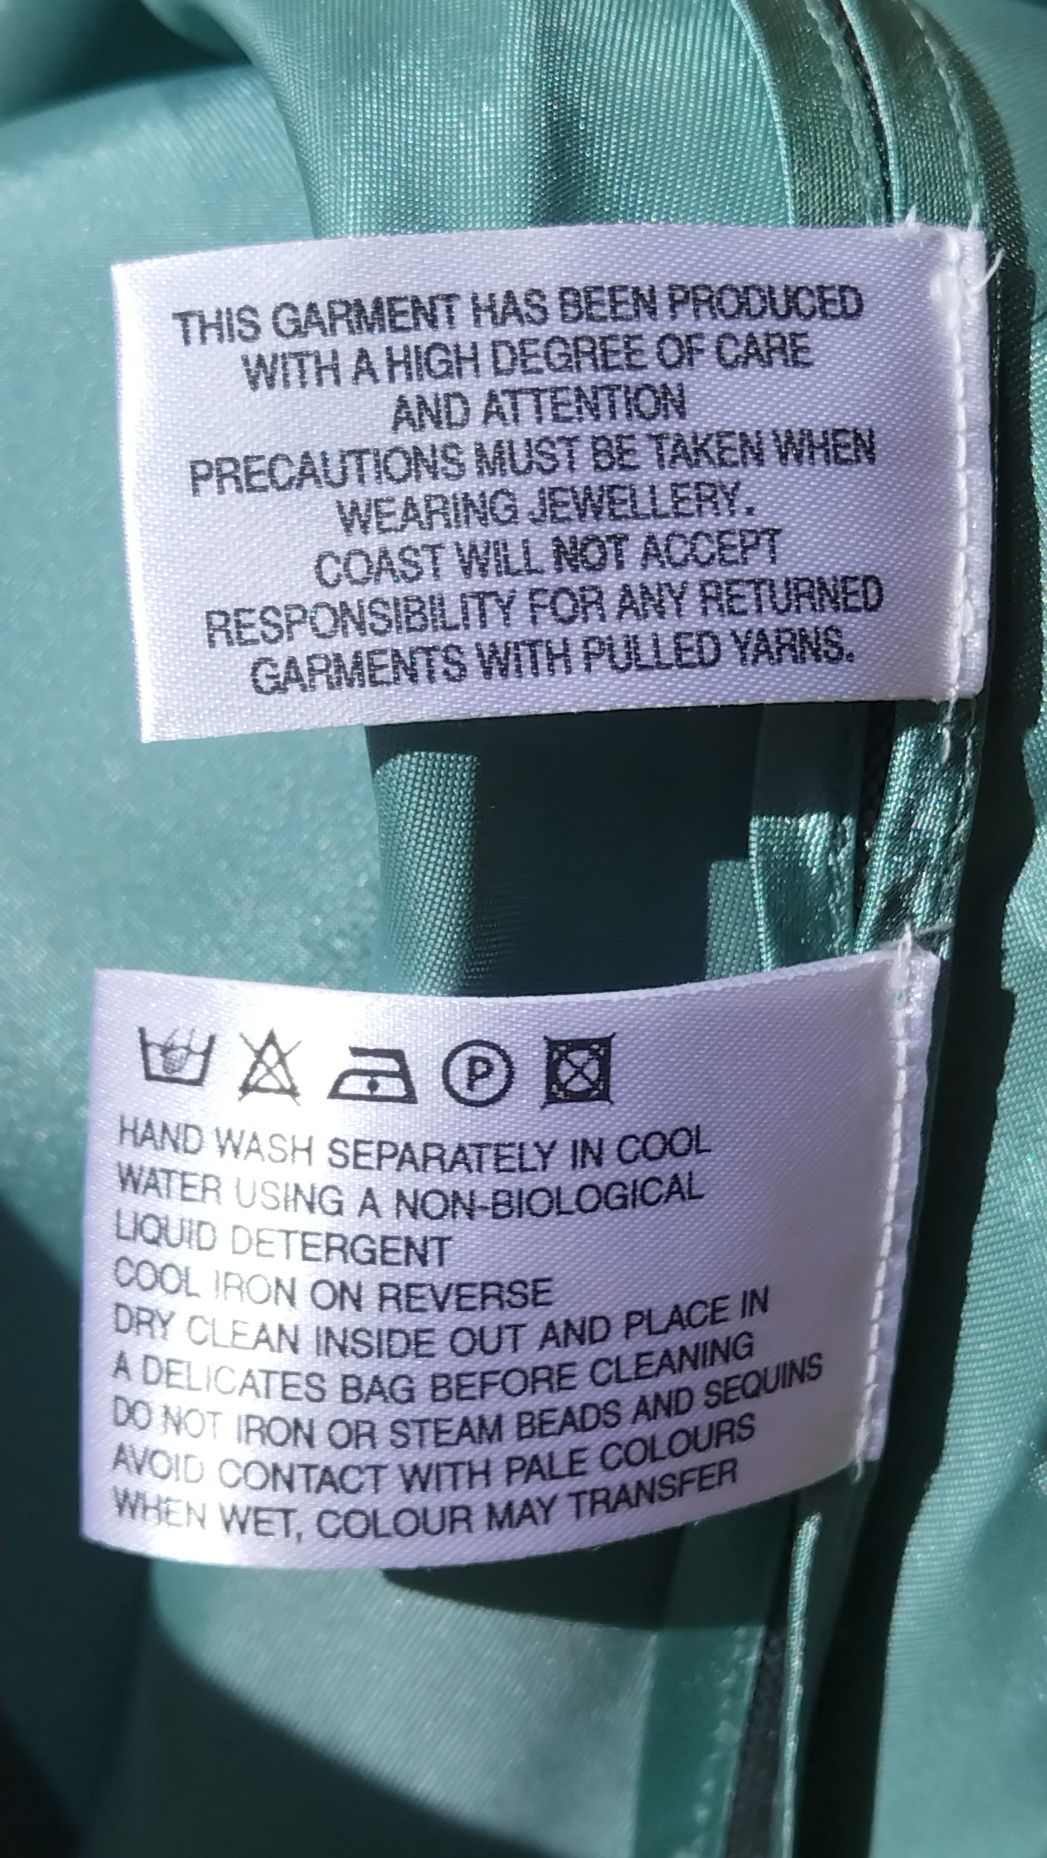 THIS GARMENT HAS BEEN PRODUCED
WITH A HIGH DEGREE OF CARE
AND ATTENTION
PRECAUTIONS MUST BE TAKEN WHEN
WEARING JEWELLERY.
COAST WILL NOT ACCEPT
RESPONSIBILITY FOR ANY RETURNED
GARMENTS WITH PULLED YARNS.
P
HAND WASH SEPARATELY IN COOL
WATER USING A NON-BIOLOGICAL
LIQUID DETERGENT
COOL IRON ON REVERSE
DRY CLEAN INSIDE OUT AND PLACE IN
A DELICATES BAG BEFORE CLEANING
DO NOT IRON OR STEAM BEADS AND SEQUINS
AVOID CONTACT WITH PALE COLOURS
WHEN WET, COLOUR MAY TRANSFER